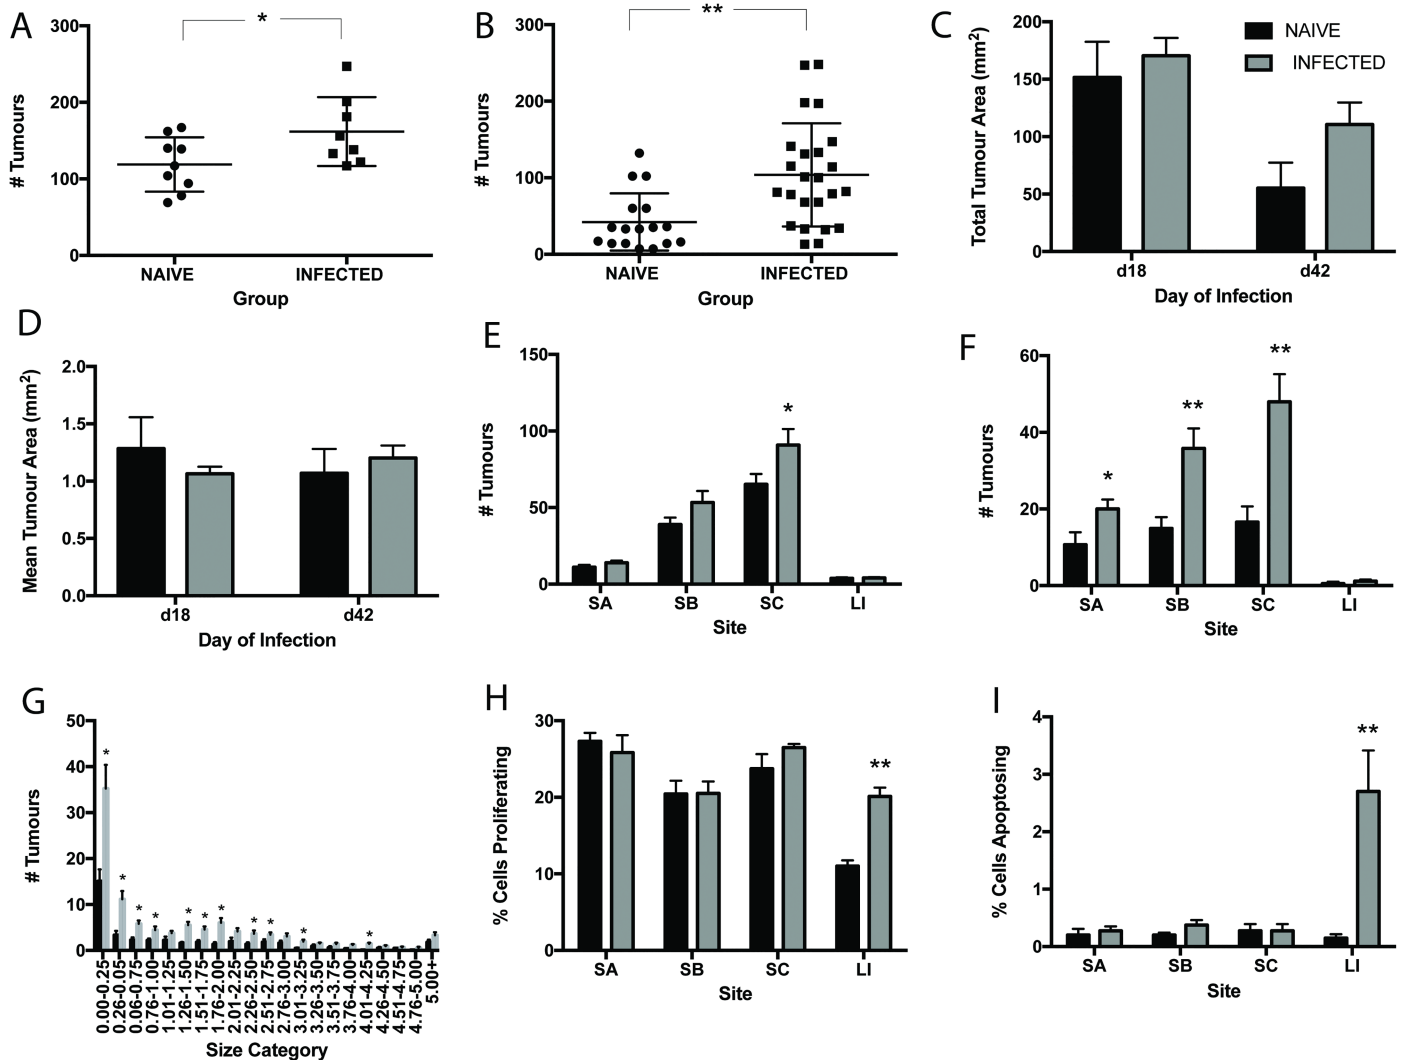 A
300
200
100
0
# Tumours
*
NAIVE
INFECTED
Group
B
300
200
100
0
# Tumours
**
NAIVE
INFECTED
Group
C
200
150
100
50
0
Total Tumour Area (mm2)
NAIVE
INFECTED
d18
d42
Day of Infection
D
2.0
1.5
1.0
0.5
0.0
Mean Tumour Area (mm2)
d18
d42
Day of Infection
E
150
100
50
0
# Tumours
*
SA
SB
SC
LI
Site
F
60
40
20
0
# Tumours
*
**
**
SA
SB
SC
LI
Site
G
50
40
30
20
10
0
# Tumours
*
*
*
*
*
*
*
*
*
*
*
0.00-0.25
0.26-0.05
0.06-0.75
0.76-1.00
1.01-1.25
1.26-1.50
1.51-1.75
1.76-2.00
2.01-2.25
2.26-2.50
2.51-2.75
2.76-3.00
3.01-3.25
3.26-3.50
3.51-3.75
3.76-4.00
4.01-4.25
4.26-4.50
4.51-4.75
4.76-5.00
5.00+
Size Category
H
30
20
10
0
% Cells Proliferating
**
SA
SB
SC
LI
Site
I
4
3
2
1
0
% Cells Apoptosing
**
SA
SB
SC
LI
Site